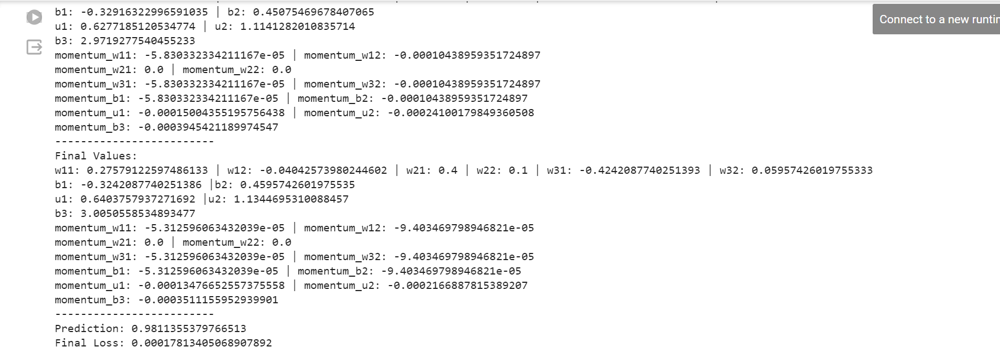 b1: -0.32916322996591035 | b2: 0.45075469678407065
Connect to a new runtin
u1: 0.6277185120534774 | u2: 1.1141282010835714
b3: 2.9719277540455233
momentum_w11: -5.830332334211167e-05 | momentum_w12: -0.00010438959351724897
momentum_w21: 0.0 | momentum_w22: 0.0
momentum_w31: -5.830332334211167e-05 | momentum_w32: -0.00010438959351724897
momentum_b1: -5.830332334211167e-05 | momentum_b2: -0.00010438959351724897
momentum_u1: -0.00015004355195756438 | momentum_u2: -0.00024100179849360508
momentum_b3: -0.0003945421189974547
-------------------------
Final Values:
w11: 0.27579122597486133 | w12: -0.04042573980244602 | w21: 0.4 | w22: 0.1 | w31: -0.4242087740251393 | w32: 0.05957426019755333
b1: -0.3242087740251386 |b2: 0.4595742601975535
u1: 0.6403757937271692 |u2: 1.1344695310088457
b3: 3.0050558534893477
momentum_w11: -5.312596063432039e-05 | momentum_w12: -9.403469798946821e-05
momentum_w21: 0.0 | momentum_w22: 0.0
momentum_w31: -5.312596063432039e-05 | momentum_w32: -9.403469798946821e-05
momentum_b1: -5.312596063432039e-05 | momentum_b2: -9.403469798946821e-05
momentum_u1: -0.00013476652557375558 | momentum_u2: -0.0002166887815389207
momentum_b3: -0.0003511155952939901
-------------------------
Prediction: 0.9811355379766513
Final Loss: 0.00017813405068907892